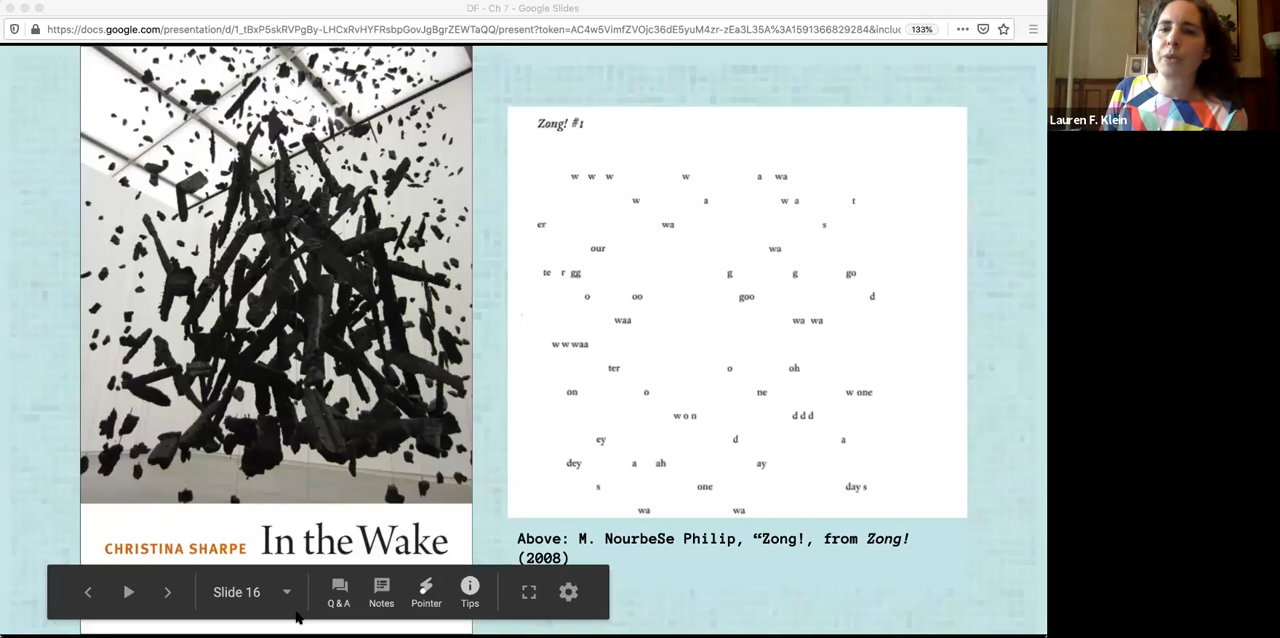 DF - Ch 7 - Google Slides
https://docs.google.com/presentation/d/1_tBxP5skRVPgBy-LHCxRvHYFRsbpGovJgBgrZEWTaQQ/present?token=AC4w5VimfZVOjc36dE5yuM4zr-zEa3L35A%3A1591366829284&incluc
133%
Lauren F. Klein
Zong! #1
w w w w a wa
w a w a t
er wa s
our wa
te r gg g g go
o oo goo d
waa wa wa
w w waa
ter o oh
on o ne w one
w o n d d d
ey d a
dey a ah ay
s one day s
wa wa
CHRISTINA SHARPE In the Wake
Above: M. NourbeSe Philip, “Zong!, from Zong!
(2008)
Slide 16
Q & A Notes Pointer Tips